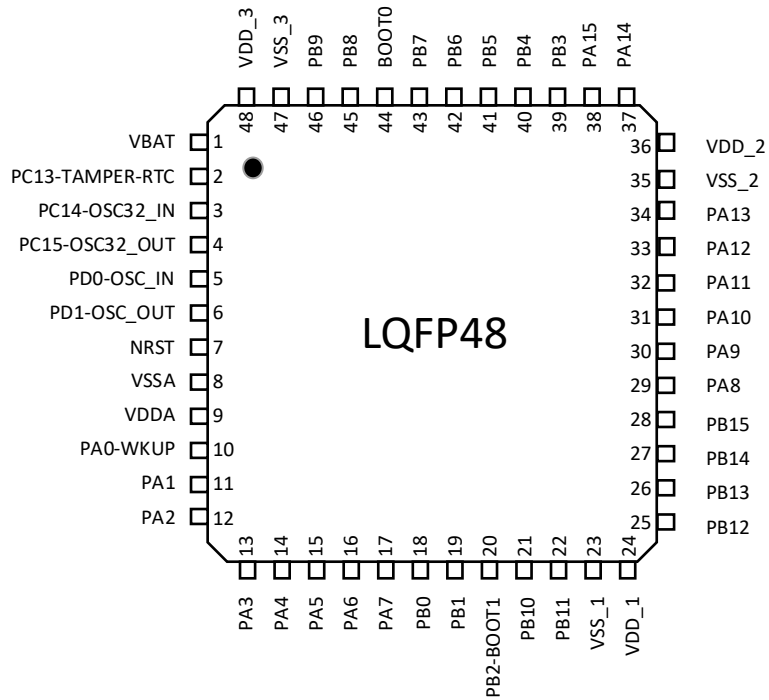 VDD_3
VSS_3
PB9
PB8
BOOT0
PB7
PB6
PB5
PB4
PB3
PA15
PA14
48
47
46
45
44
43
42
41
40
39
38
37
VBAT 1
PC13-TAMPER-RTC 2
PC14-OSC32_IN 3
PC15-OSC32_OUT 4
PD0-OSC_IN 5
PD1-OSC_OUT 6
NRST 7
VSSA 8
VDDA 9
PA0-WKUP 10
PA1 11
PA2 12
LQFP48
36 VDD_2
35 VSS_2
34 PA13
33 PA12
32 PA11
31 PA10
30 PA9
29 PA8
28 PB15
27 PB14
26 PB13
25 PB12
13
14
15
16
17
18
19
20
21
22
23
24
PA3
PA4
PA5
PA6
PA7
PB0
PB1
PB2-BOOT1
PB10
PB11
VSS_1
VDD_1